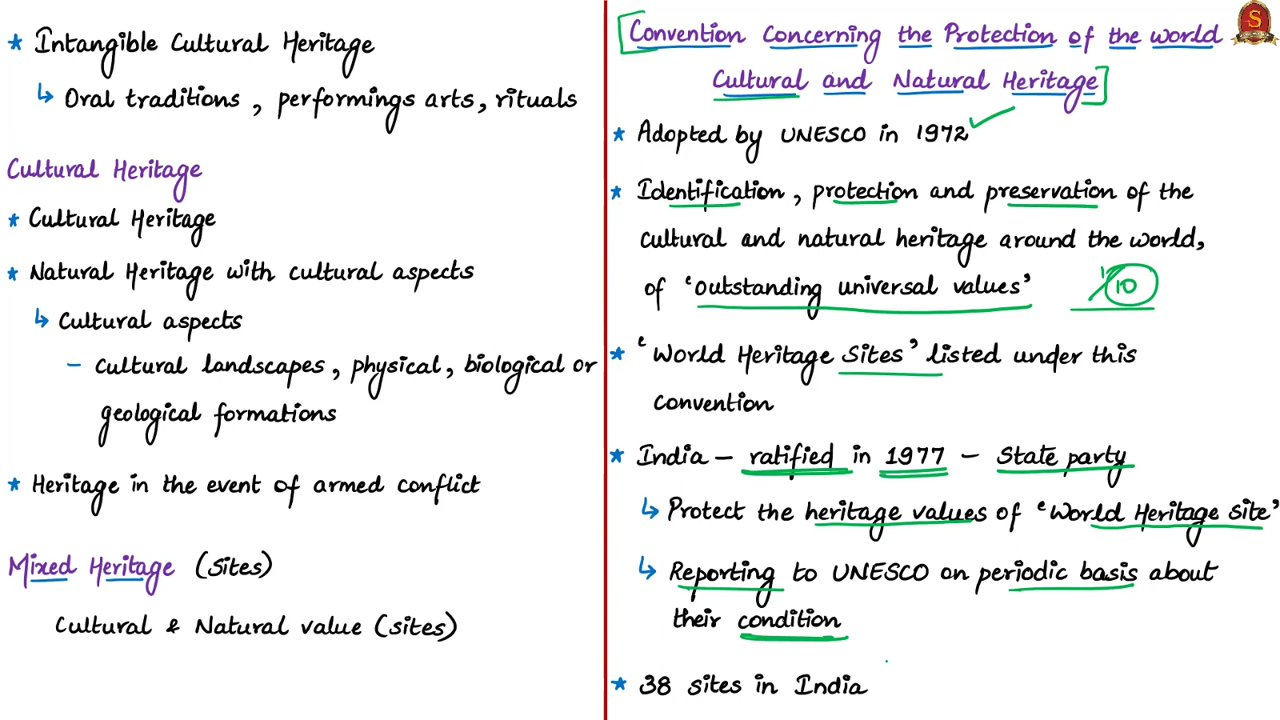 * Intangible Cultural Heritage
↳ Oral traditions, performings arts, rituals
Cultural Heritage
* Cultural Heritage
* Natural Heritage with cultural aspects
↳ Cultural aspects
– Cultural landscapes, physical, biological or
geological formations
* Heritage in the event of armed conflict
Mixed Heritage (Sites)
Cultural & Natural value (sites)
[Convention Concerning the Protection of the world
Cultural and Natural Heritage]
* Adopted by UNESCO in 1972 ✓
* Identification, protection and preservation of the
cultural and natural heritage around the world,
of 'outstanding universal values' 1/10
* 'World Heritage Sites' listed under this
convention
* India – ratified in 1977 – State party
↳ Protect the heritage values of 'World Heritage Site'
↳ Reporting to UNESCO on periodic basis about
their condition
* 38 sites in India
S